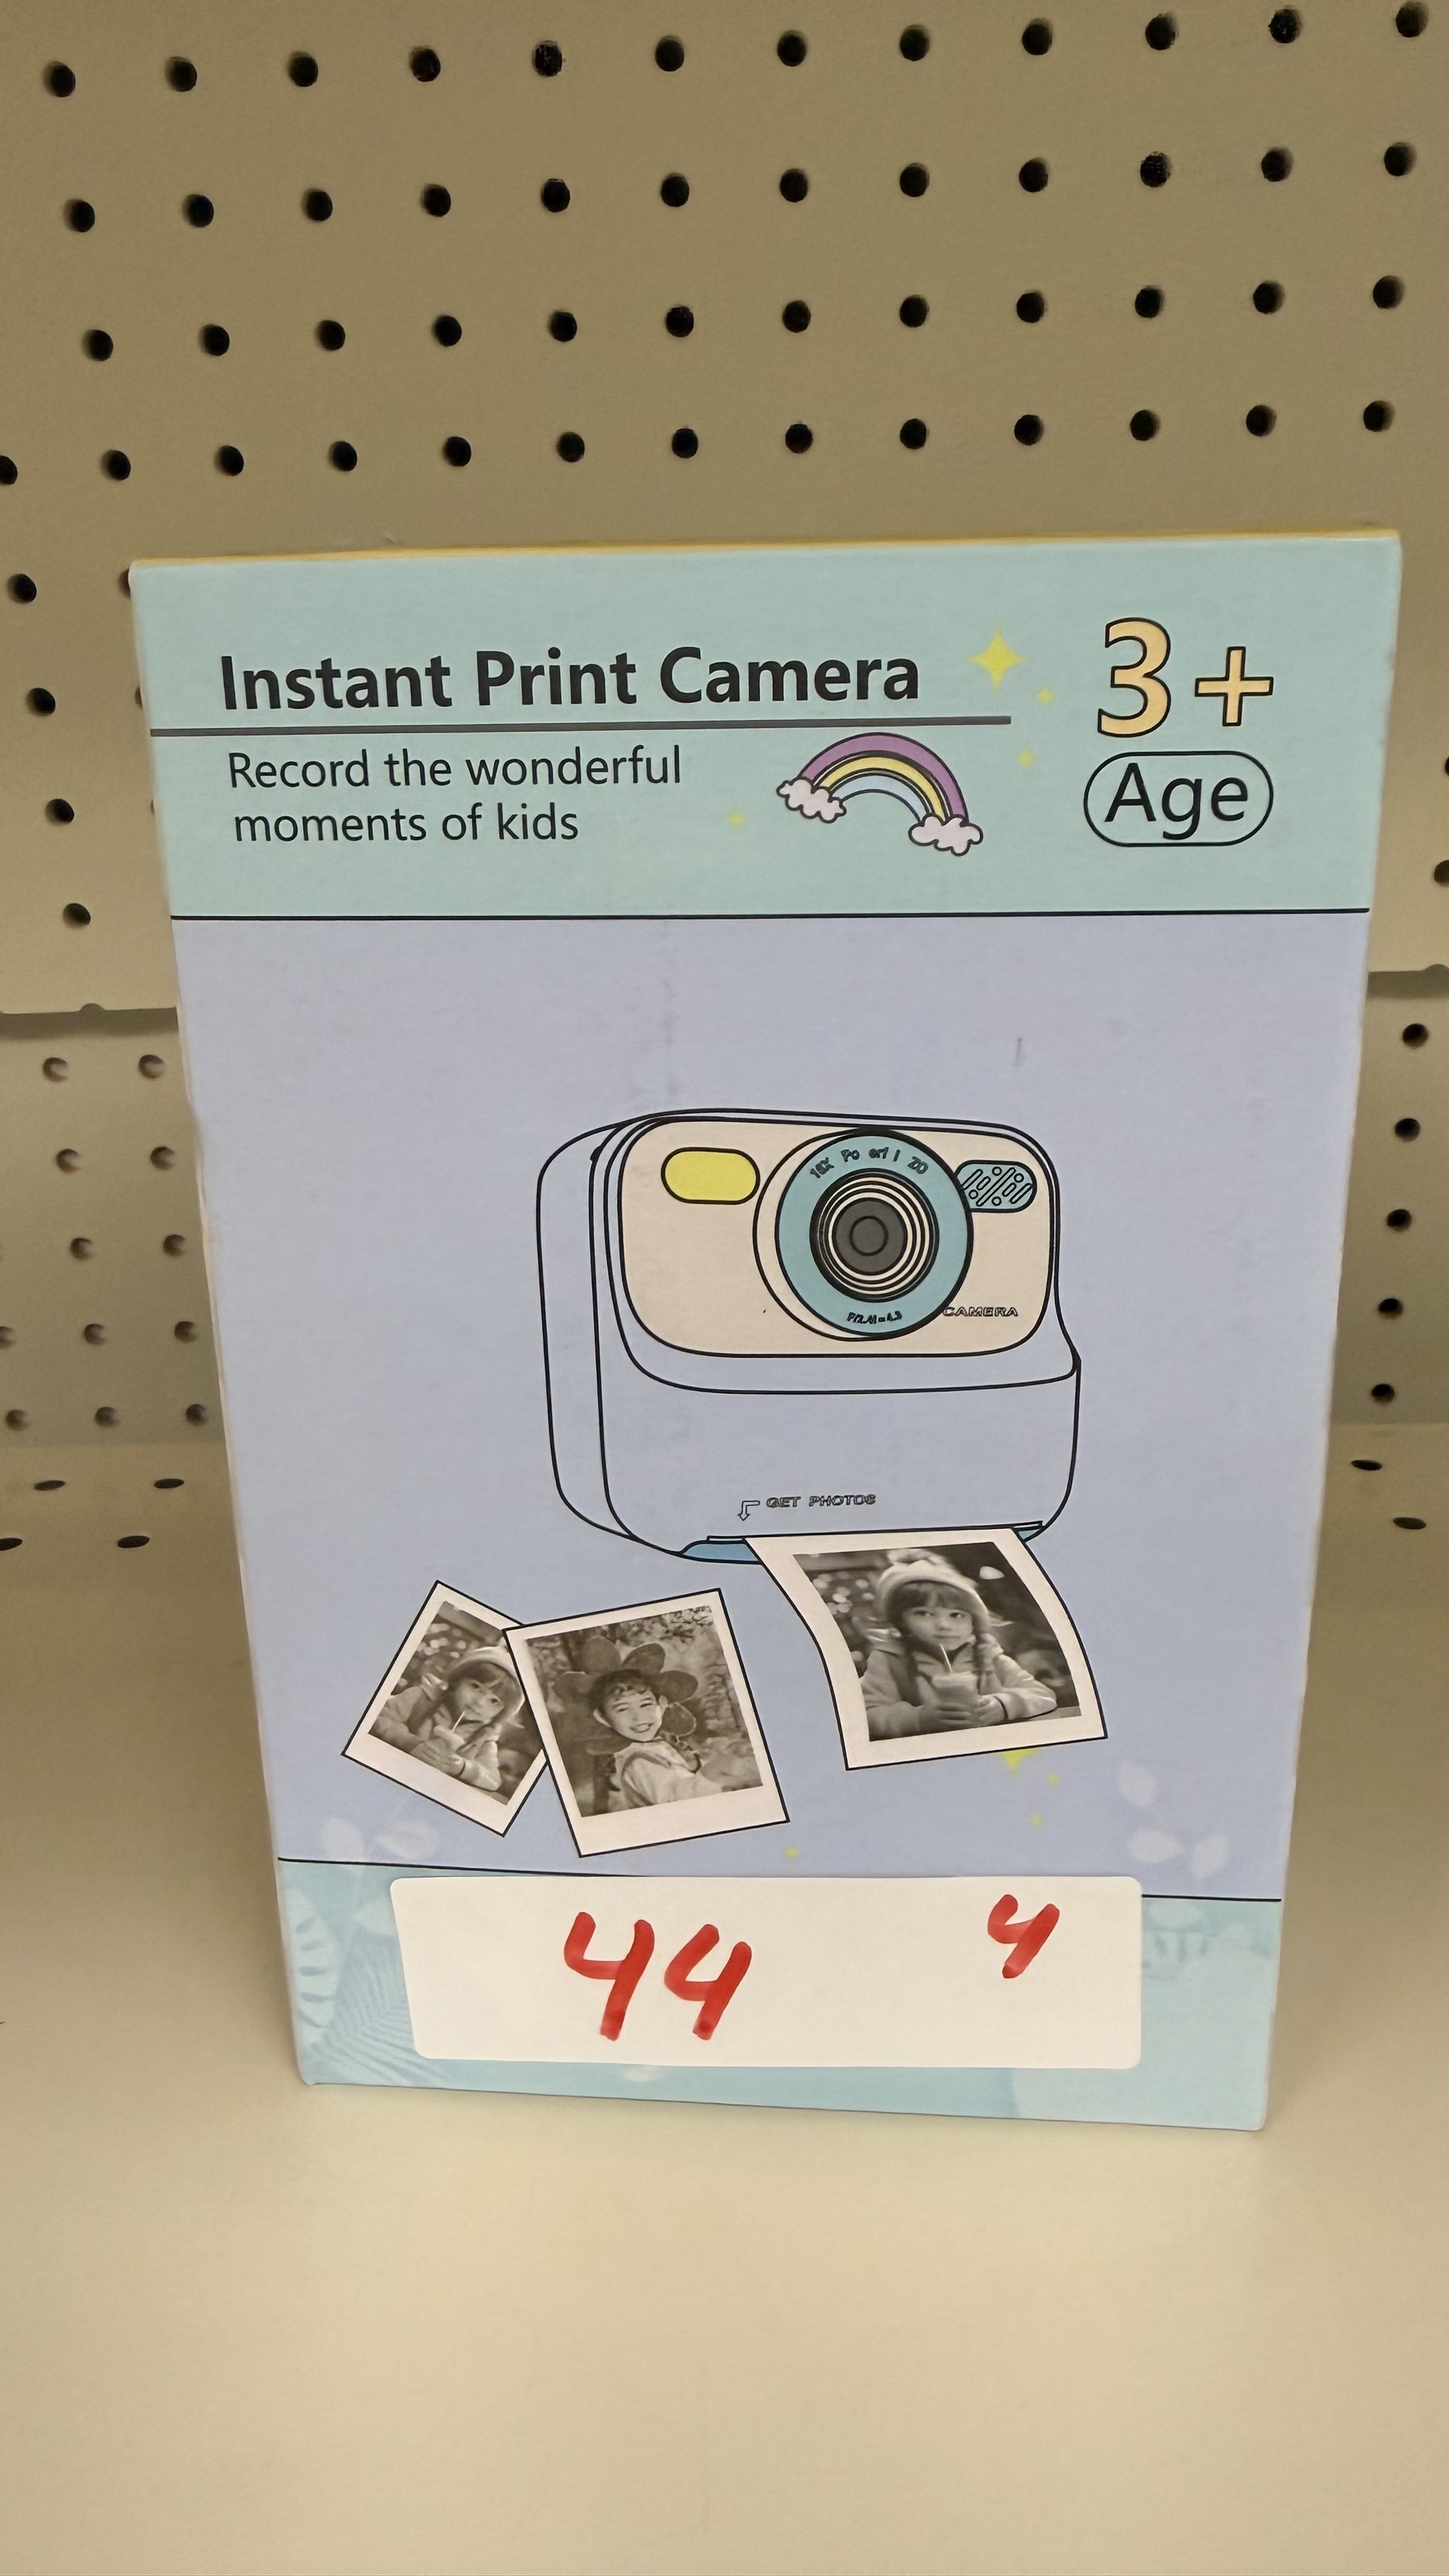 Instant Print Camera
3+
Record the wonderful
moments of kids
Age
CAMERA
GET PHOTOS
44 4